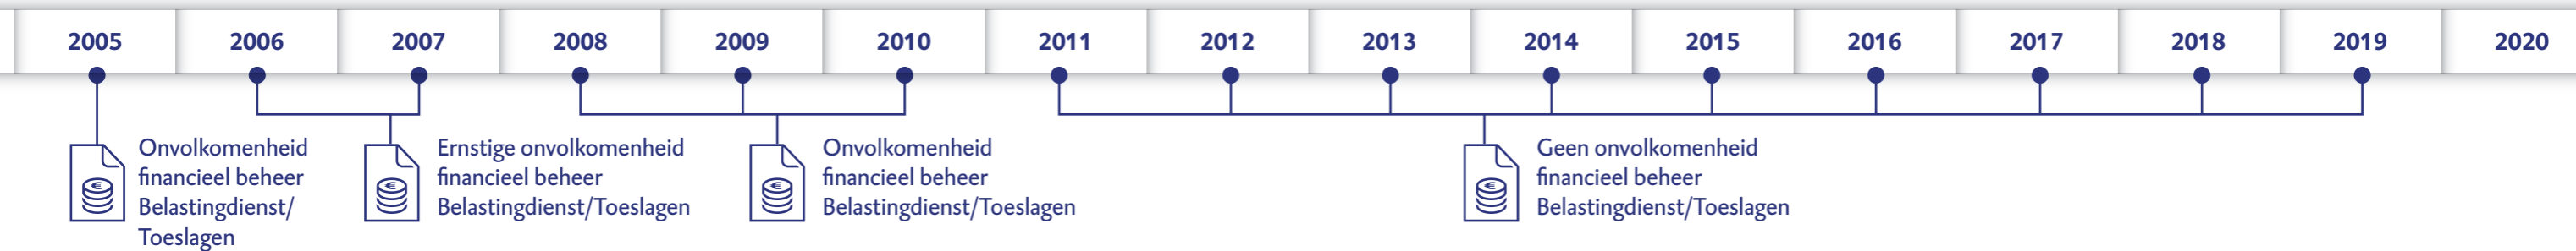 2005 2006 2007 2008 2009 2010 2011 2012 2013 2014 2015 2016 2017 2018 2019 2020
Onvolkomenheid
financieel beheer
Belastingdienst/
Toeslagen
Ernstige onvolkomenheid
financieel beheer
Belastingdienst/Toeslagen
Onvolkomenheid
financieel beheer
Belastingdienst/Toeslagen
Geen onvolkomenheid
financieel beheer
Belastingdienst/Toeslagen